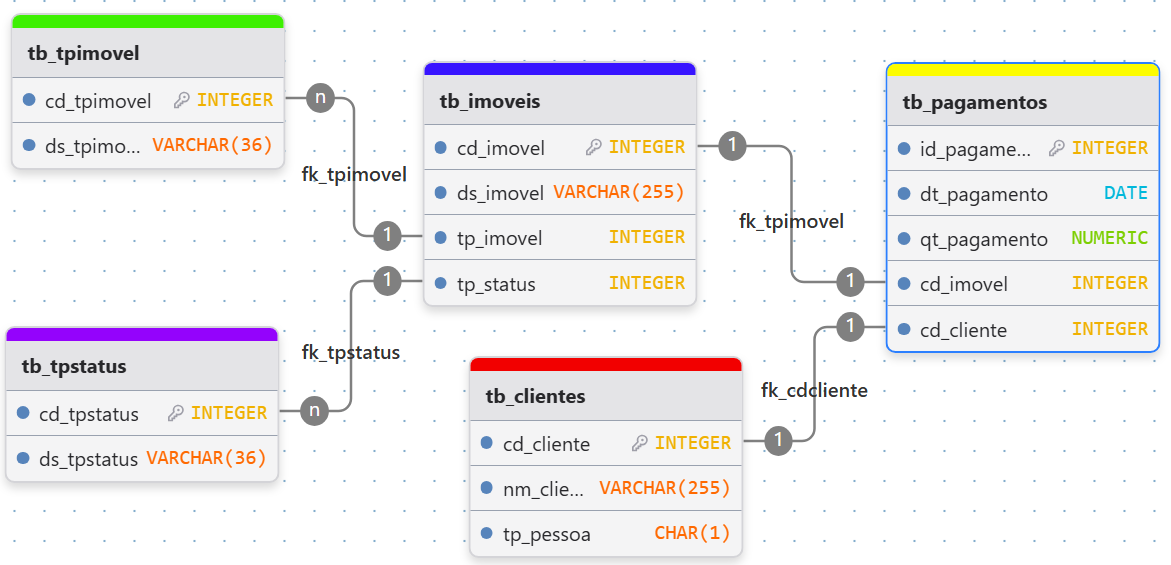 tb_tpimovel
cd_tpimovel INTEGER
ds_tpimo... VARCHAR(36)
n
fk_tpimovel
1
tb_imoveis
cd_imovel INTEGER
ds_imovel VARCHAR(255)
tp_imovel INTEGER
tp_status INTEGER
1
fk_tpimovel
1
tb_pagamentos
id_pagame... INTEGER
dt_pagamento DATE
qt_pagamento NUMERIC
cd_imovel INTEGER
cd_cliente INTEGER
1
fk_tpstatus
n
tb_tpstatus
cd_tpstatus INTEGER
ds_tpstatus VARCHAR(36)
tb_clientes
cd_cliente INTEGER
nm_clie... VARCHAR(255)
tp_pessoa CHAR(1)
1
fk_cdcliente
1